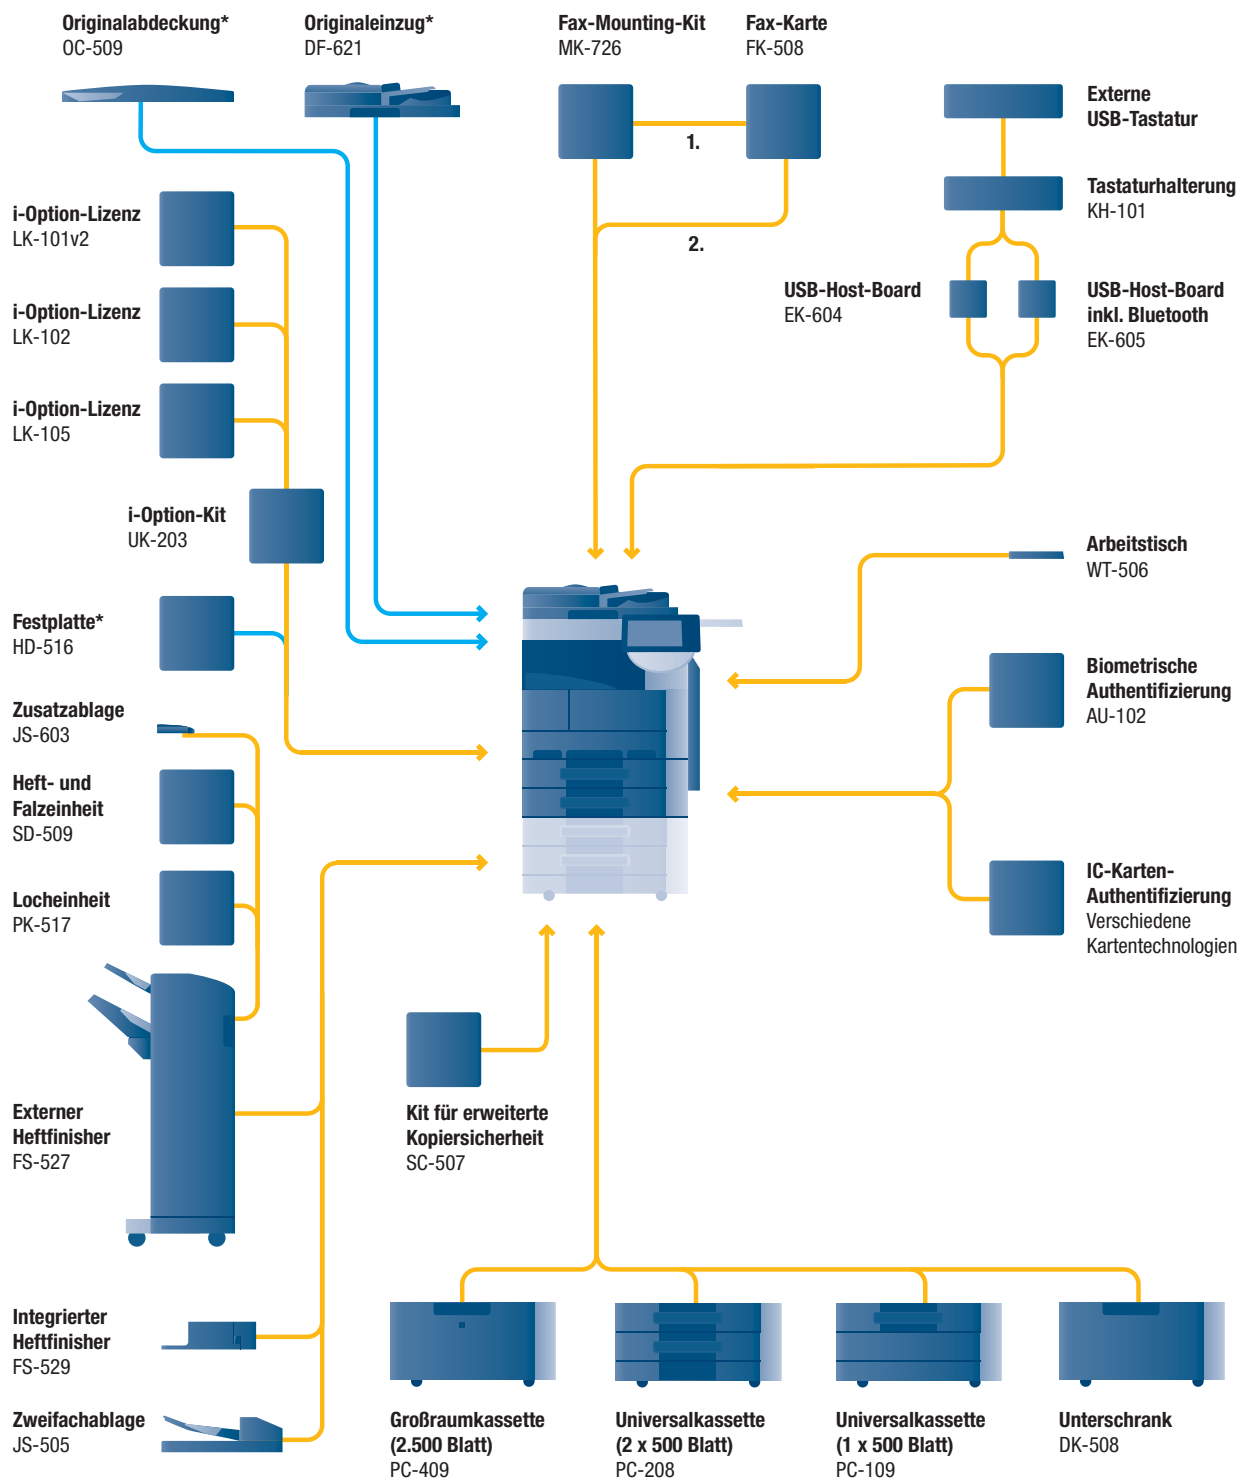 Originalabdeckung*
OC-509
Originaleinzug*
DF-621
Fax-Mounting-Kit
MK-726
Fax-Karte
FK-508
1.
2.
Externe
USB-Tastatur
Tastaturhalterung
KH-101
USB-Host-Board
EK-604
USB-Host-Board
inkl. Bluetooth
EK-605
i-Option-Lizenz
LK-101v2
i-Option-Lizenz
LK-102
i-Option-Lizenz
LK-105
i-Option-Kit
UK-203
Festplatte*
HD-516
Zusatzablage
JS-603
Heft- und
Falzeinheit
SD-509
Locheinheit
PK-517
Externer
Heftfinisher
FS-527
Integrierter
Heftfinisher
FS-529
Zweifachablage
JS-505
Arbeitstisch
WT-506
Biometrische
Authentifizierung
AU-102
IC-Karten-
Authentifizierung
Verschiedene
Kartentechnologien
Kit für erweiterte
Kopiersicherheit
SC-507
Großraumkassette
(2.500 Blatt)
PC-409
Universalkassette
(2 x 500 Blatt)
PC-208
Universalkassette
(1 x 500 Blatt)
PC-109
Unterschrank
DK-508